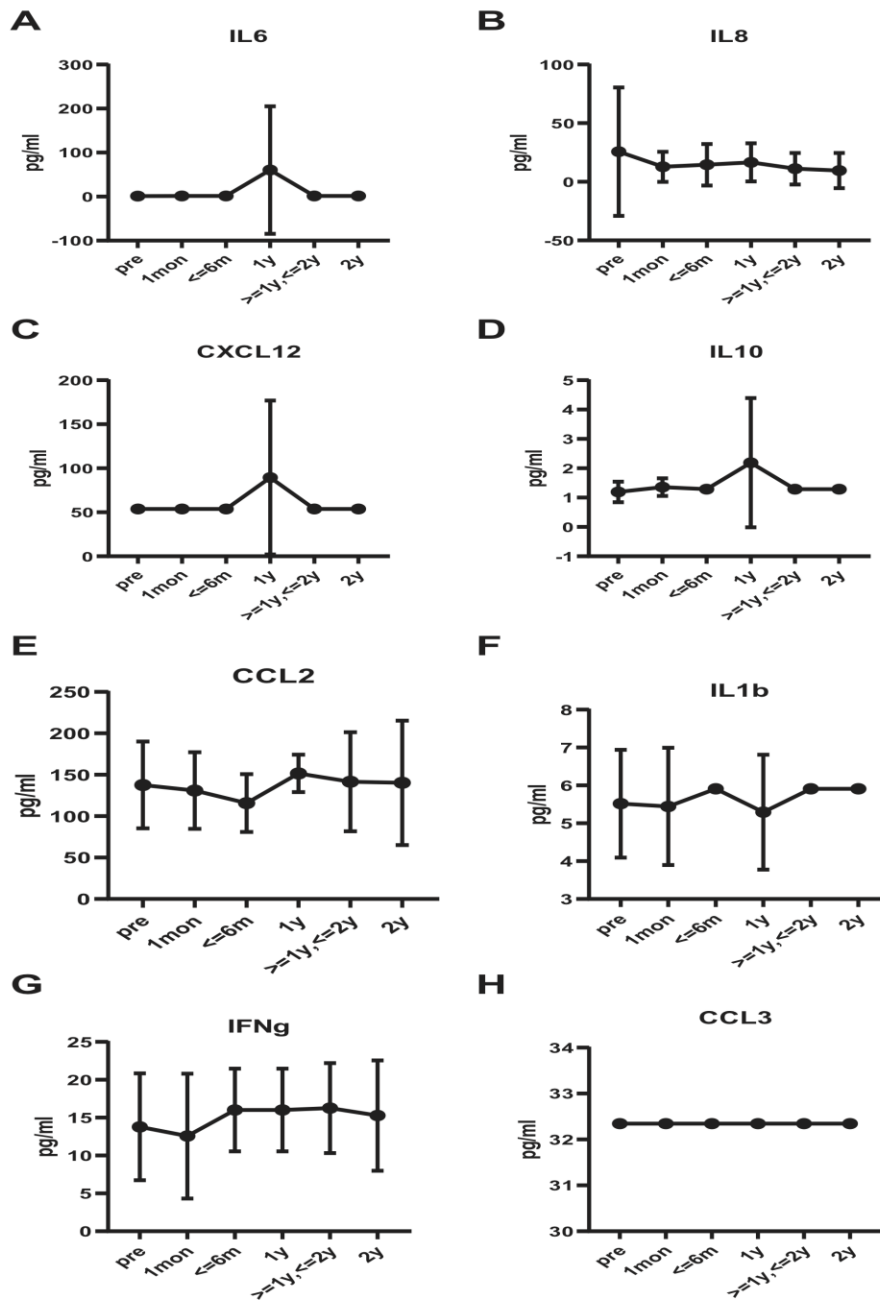 A
IL6
300
200
100
0
-100
pg/ml
pre
1mon
<=6m
1y
>=1y,<=2y
2y
B
IL8
100
50
0
-50
pg/ml
pre
1mon
<=6m
1y
>=1y,<=2y
2y
C
CXCL12
200
150
100
50
0
pg/ml
pre
1mon
<=6m
1y
>=1y,<=2y
2y
D
IL10
5
4
3
2
1
0
-1
pg/ml
pre
1mon
<=6m
1y
>=1y,<=2y
2y
E
CCL2
250
200
150
100
50
0
pg/ml
pre
1mon
<=6m
1y
>=1y,<=2y
2y
F
IL1b
8
7
6
5
4
3
pg/ml
pre
1mon
<=6m
1y
>=1y,<=2y
2y
G
IFNg
25
20
15
10
5
0
pg/ml
pre
1mon
<=6m
1y
>=1y,<=2y
2y
H
CCL3
34
33
32
31
30
pg/ml
pre
1mon
<=6m
1y
>=1y,<=2y
2y